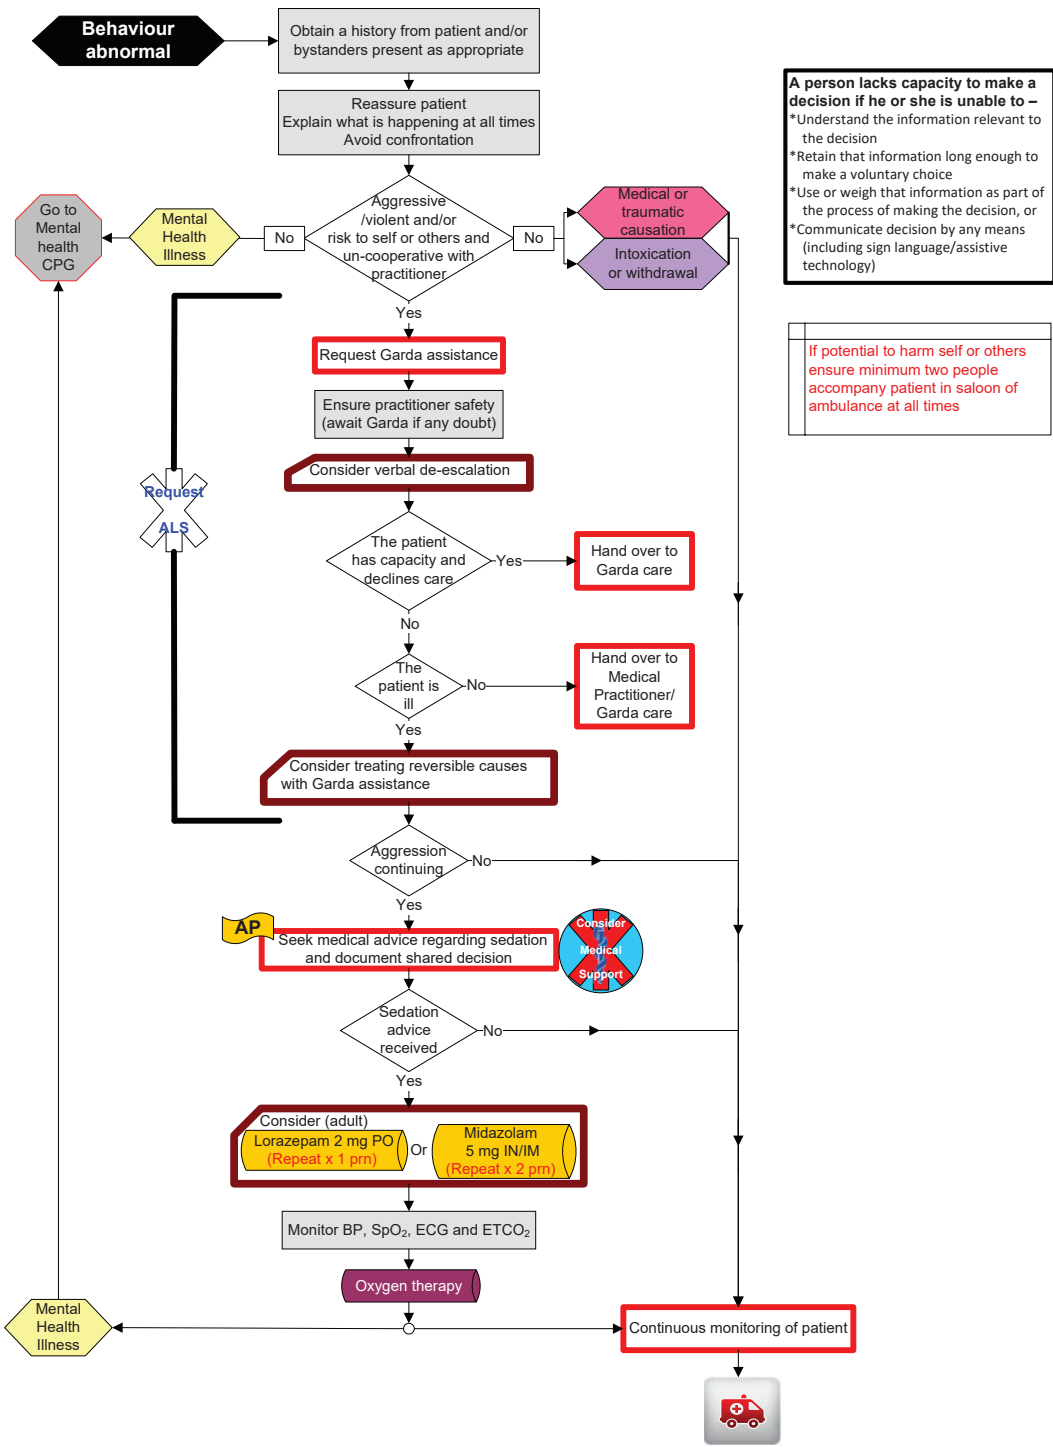 Behaviour
abnormal
Obtain a history from patient and/or
bystanders present as appropriate
Reassure patient
Explain what is happening at all times
Avoid confrontation
A person lacks capacity to make a
decision if he or she is unable to –
*Understand the information relevant to
the decision
*Retain that information long enough to
make a voluntary choice
*Use or weigh that information as part of
the process of making the decision, or
*Communicate decision by any means
(including sign language/assistive
technology)
Go to
Mental
health
CPG
Mental
Health
Illness
No
Aggressive
/violent and/or
risk to self or others and
un-cooperative with
practitioner
No
Medical or
traumatic
causation
Intoxication
or withdrawal
Yes
If potential to harm self or others
ensure minimum two people
accompany patient in saloon of
ambulance at all times
Request Garda assistance
Ensure practitioner safety
(await Garda if any doubt)
Consider verbal de-escalation
Request
ALS
The patient
has capacity and
declines care
Yes
Hand over to
Garda care
No
The
patient is
ill
No
Hand over to
Medical
Practitioner/
Garda care
Yes
Consider treating reversible causes
with Garda assistance
Aggression
continuing
No
Yes
AP
Seek medical advice regarding sedation
and document shared decision
Consider
Medical
Support
Sedation
advice
received
No
Yes
Consider (adult)
Lorazepam 2 mg PO
(Repeat x 1 prn)
Or
Midazolam
5 mg IN/IM
(Repeat x 2 prn)
Monitor BP, SpO₂, ECG and ETCO₂
Oxygen therapy
Mental
Health
Illness
Continuous monitoring of patient